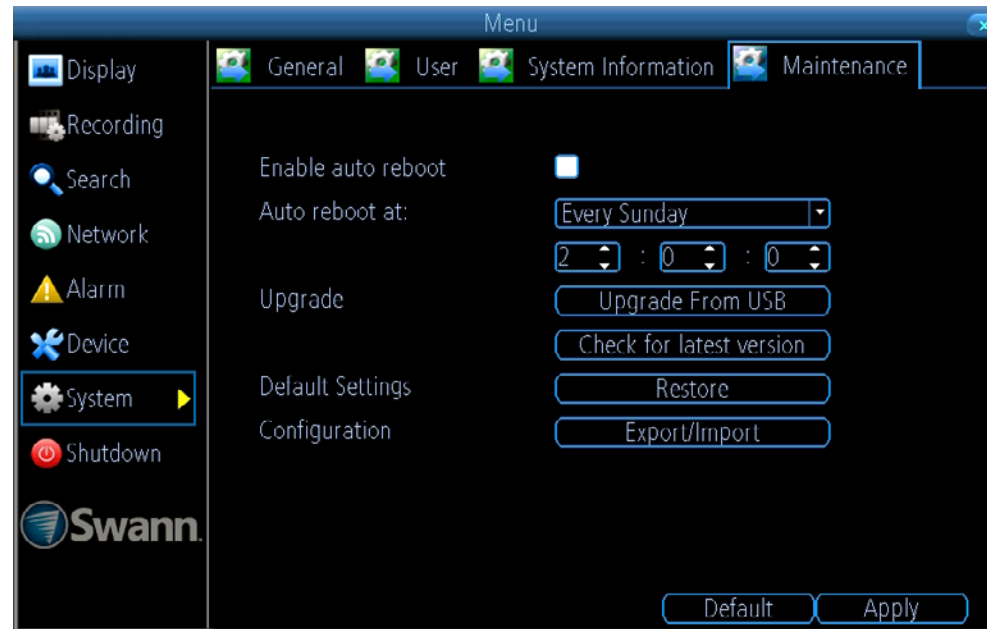 Menu
Display
Recording
Search
Network
Alarm
Device
System
Shutdown
Swann.
General User System Information Maintenance
Enable auto reboot
Auto reboot at: Every Sunday
2 : 0 : 0
Upgrade Upgrade From USB
Check for latest version
Default Settings Restore
Configuration Export/Import
Default Apply